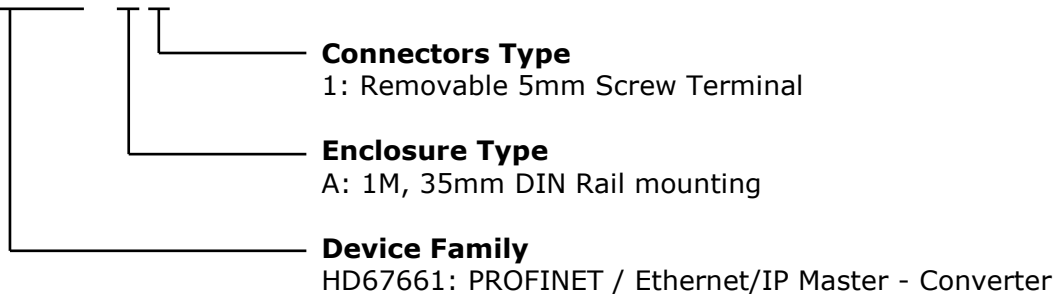 Connectors Type
1: Removable 5mm Screw Terminal
Enclosure Type
A: 1M, 35mm DIN Rail mounting
Device Family
HD67661: PROFINET / Ethernet/IP Master - Converter